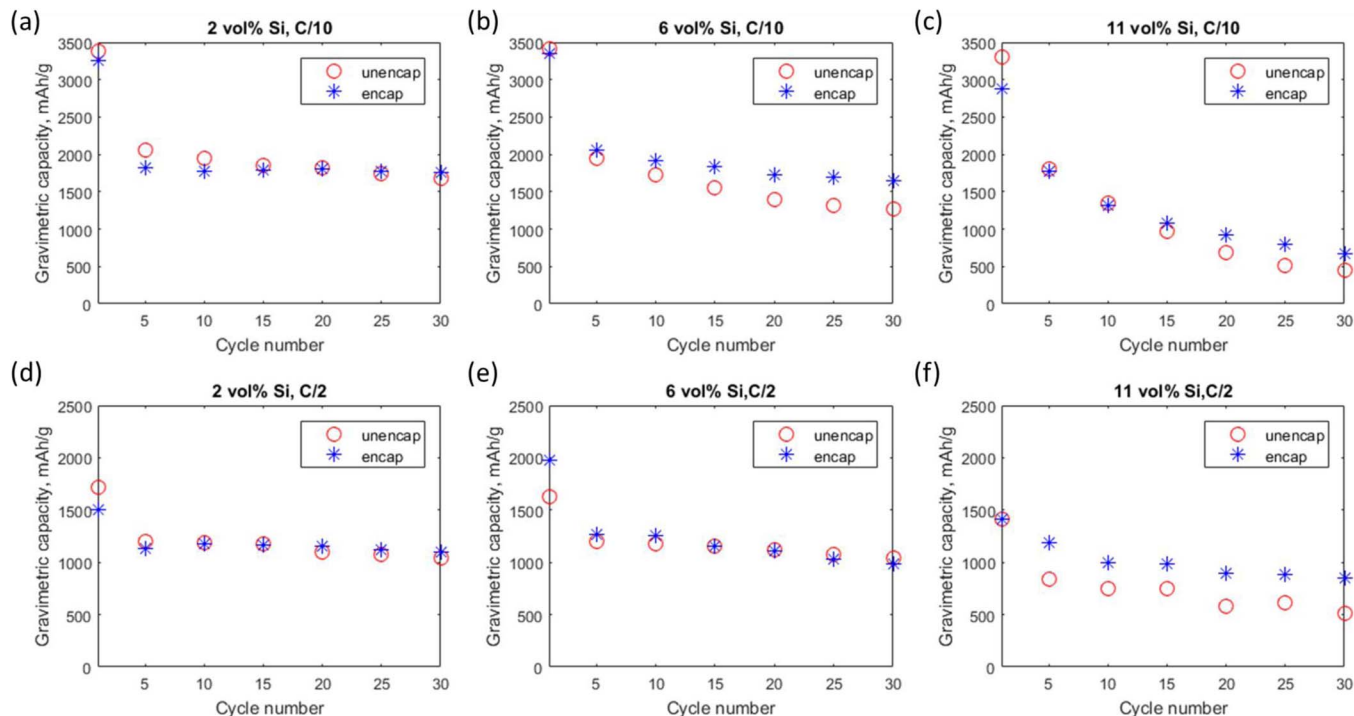 (a)
2 vol% Si, C/10
3500
3000
2500
2000
1500
1000
500
0
Gravimetric capacity, mAh/g
unencap
encap
5 10 15 20 25 30
Cycle number
(b)
6 vol% Si, C/10
3500
3000
2500
2000
1500
1000
500
0
Gravimetric capacity, mAh/g
unencap
encap
5 10 15 20 25 30
Cycle number
(c)
11 vol% Si, C/10
3500
3000
2500
2000
1500
1000
500
0
Gravimetric capacity, mAh/g
unencap
encap
5 10 15 20 25 30
Cycle number
(d)
2 vol% Si, C/2
2500
2000
1500
1000
500
0
Gravimetric capacity, mAh/g
unencap
encap
5 10 15 20 25 30
Cycle number
(e)
6 vol% Si,C/2
2500
2000
1500
1000
500
0
Gravimetric capacity, mAh/g
unencap
encap
5 10 15 20 25 30
Cycle number
(f)
11 vol% Si,C/2
2500
2000
1500
1000
500
0
Gravimetric capacity, mAh/g
unencap
encap
5 10 15 20 25 30
Cycle number